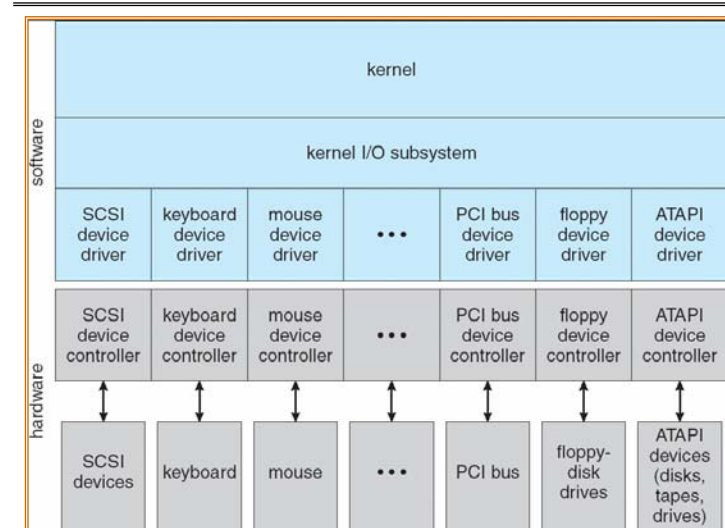 kernel
kernel I/O subsystem
software
SCSI
device
driver
keyboard
device
driver
mouse
device
driver
•••
PCI bus
device
driver
floppy
device
driver
ATAPI
device
driver
hardware
SCSI
device
controller
keyboard
device
controller
mouse
device
controller
•••
PCI bus
device
controller
floppy
device
controller
ATAPI
device
controller
SCSI
devices
keyboard
mouse
•••
PCI bus
floppy-
disk
drives
ATAPI
devices
(disks,
tapes,
drives)